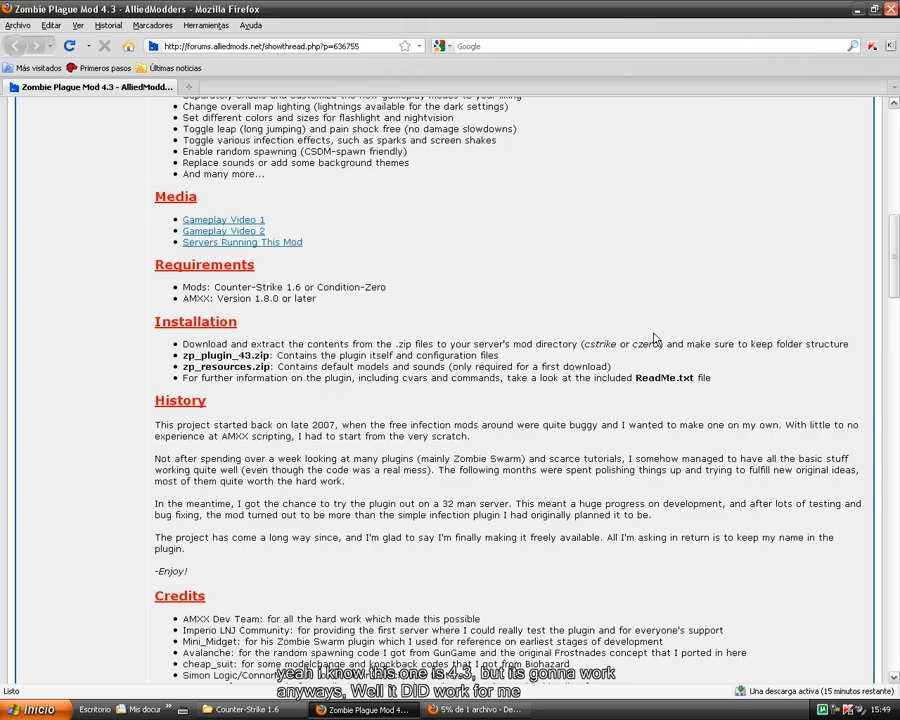 Zombie Plague Mod 4.3 - AlliedModders - Mozilla Firefox
Archivo Editar Ver Historial Marcadores Herramientas Ayuda
http://forums.alliedmods.net/showthread.php?p=636755
Google
Más visitados Primeros pasos Últimas noticias
Zombie Plague Mod 4.3 - AlliedModd...
Change overall map lighting (lightnings available for the dark settings)
Set different colors and sizes for flashlight and nightvision
Toggle leap (long jumping) and pain shock free (no damage slowdowns)
Toggle various infection effects, such as sparks and screen shakes
Enable random spawning (CSDM-spawn friendly)
Replace sounds or add some background themes
And many more...
Media
Gameplay Video 1
Gameplay Video 2
Servers Running This Mod
Requirements
Mods: Counter-Strike 1.6 or Condition-Zero
AMXX: Version 1.8.0 or later
Installation
Download and extract the contents from the .zip files to your server's mod directory (cstrike or czero) and make sure to keep folder structure
zp_plugin_43.zip: Contains the plugin itself and configuration files
zp_resources.zip: Contains default models and sounds (only required for a first download)
For further information on the plugin, including cvars and commands, take a look at the included ReadMe.txt file
History
This project started back on late 2007, when the free infection mods around were quite buggy and I wanted to make one on my own. With little to no
experience at AMXX scripting, I had to start from the very scratch.
Not after spending over a week looking at many plugins (mainly Zombie Swarm) and scarce tutorials, I somehow managed to have all the basic stuff
working quite well (even though the code was a real mess). The following months were spent polishing things up and trying to fulfill new original ideas,
most of them quite worth the hard work.
In the meantime, I got the chance to try the plugin out on a 32 man server. This meant a huge progress on development, and after lots of testing and
bug fixing, the mod turned out to be more than the simple infection plugin I had originally planned it to be.
The project has come a long way since, and I'm glad to say I'm finally making it freely available. All I'm asking in return is to keep my name in the
plugin.
-Enjoy!
Credits
AMXX Dev Team: for all the hard work which made this possible
Imperio LNJ Community: for providing the first server where I could really test the plugin and for everyone's support
Mini_Midget: for his Zombie Swarm plugin which I used for reference on earliest stages of development
Avalanche: for the random spawning code I got from GunGame and the original Frostnades concept that I ported in here
cheap_suit: for some modelchange and knockback codes that I got from Biohazard
yeah i know this one is 4.3, but its gonna work
anyways, Well it DID work for me
Listo
Una descarga activa (15 minutos restante)
Inicio Escritorio Mis docur » Counter-Strike 1.6 Zombie Plague Mod 4... 5% de 1 archivo - De... 15:49